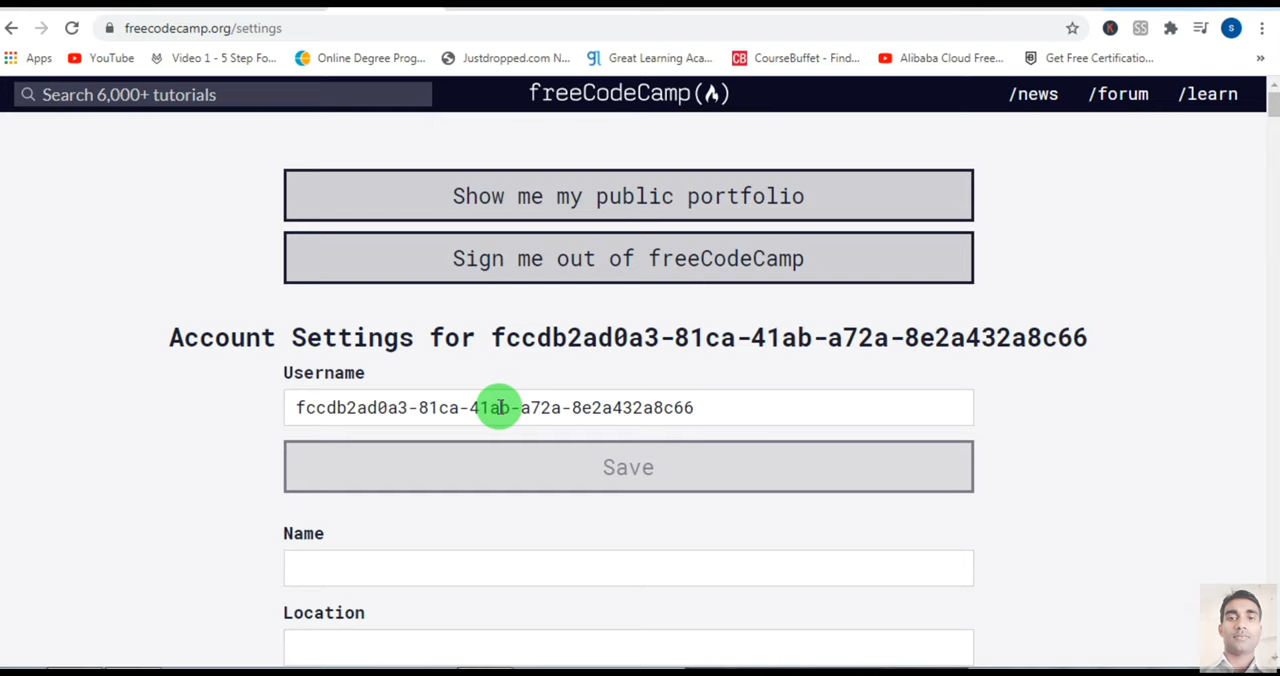 freecodecamp.org/settings
K SS S
Apps YouTube Video 1 - 5 Step Fo... Online Degree Prog... Justdropped.com N... gl Great Learning Aca... CB CourseBuffet - Find... Alibaba Cloud Free... Get Free Certificatio... »
Search 6,000+ tutorials freeCodeCamp /news /forum /learn
Show me my public portfolio
Sign me out of freeCodeCamp
Account Settings for fccdb2ad0a3-81ca-41ab-a72a-8e2a432a8c66
Username
fccdb2ad0a3-81ca-41ab-a72a-8e2a432a8c66
Save
Name
Location